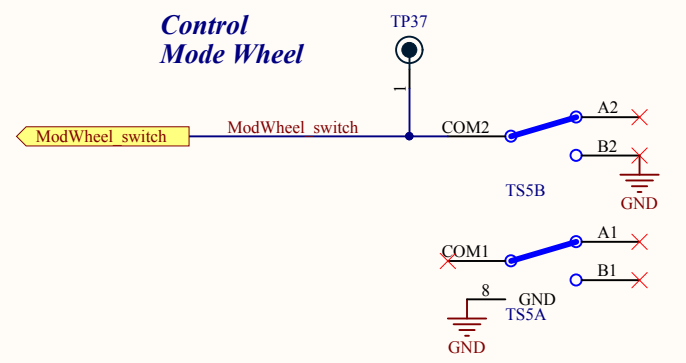 Control
Mode Wheel
TP37
1
ModWheel_switch
ModWheel_switch
COM2
A2
B2
TS5B
GND
COM1
A1
B1
8
GND
TS5A
GND